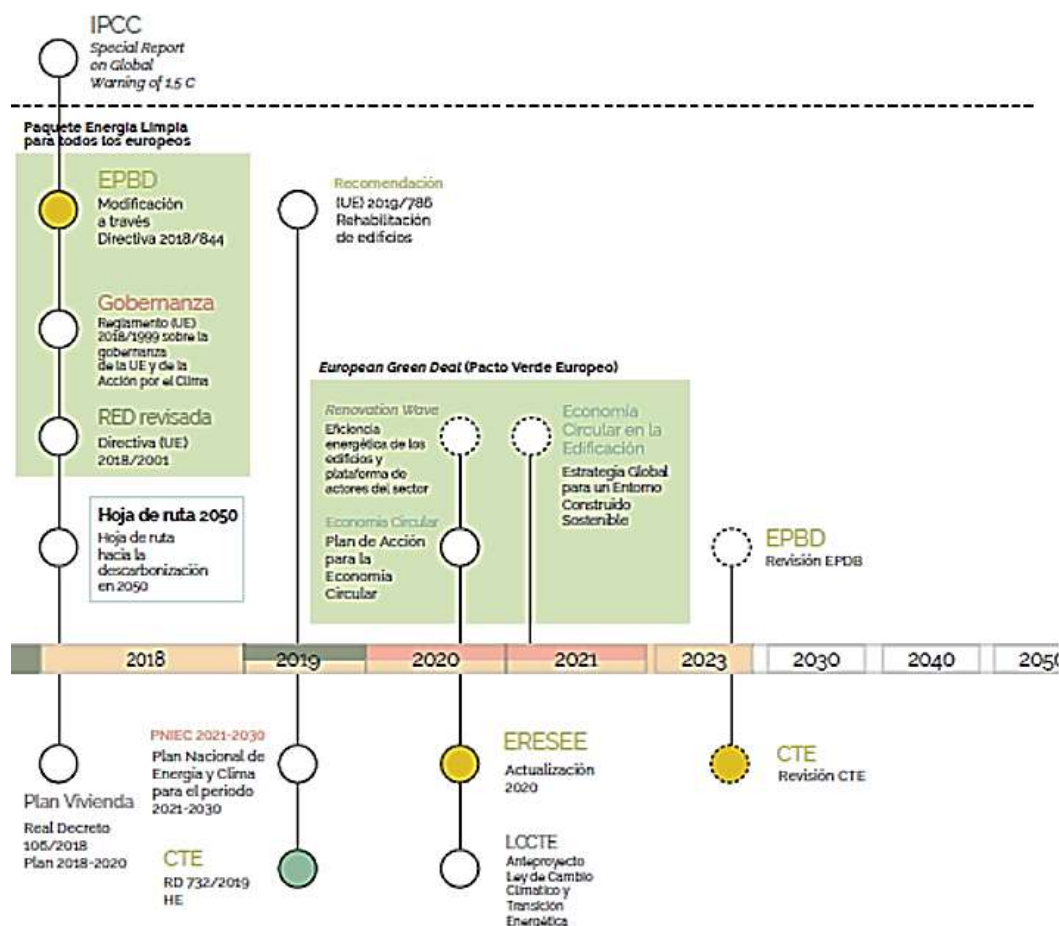 IPCC
Special Report
on Global
Warning of 1,5 C
Paquete Energía Limpia
para todos los europeos
EPBD
Modificación
a través
Directiva 2018/844
Gobernanza
Reglamento (UE)
2018/1999 sobre la
gobernanza
de la UE y de la
Acción por el Clima
RED revisada
Directiva (UE)
2018/2001
Hoja de ruta 2050
Hoja de ruta
hacia la
descarbonización
en 2050
Recomendación
(UE) 2019/786
Rehabilitación
de edificios
European Green Deal (Pacto Verde Europeo)
Renovation Wave
Eficiencia
energética de los
edificios y
plataforma de
actores del sector
Economía Circular
Plan de Acción
para la
Economía
Circular
Economía
Circular en la
Edificación
Estrategia Global
para un Entorno
Construido
Sostenible
EPBD
Revisión EPDB
2018
2019
2020
2021
2023
2030
2040
2050
Plan Vivienda
Real Decreto
106/2018
Plan 2018-2020
PNIEC 2021-2030
Plan Nacional de
Energía y Clima
para el periodo
2021-2030
CTE
RD 732/2019
HE
ERESEE
Actualización
2020
LCCTE
Anteproyecto
Ley de Cambio
Climatico y
Transición
Energética
CTE
Revisión CTE